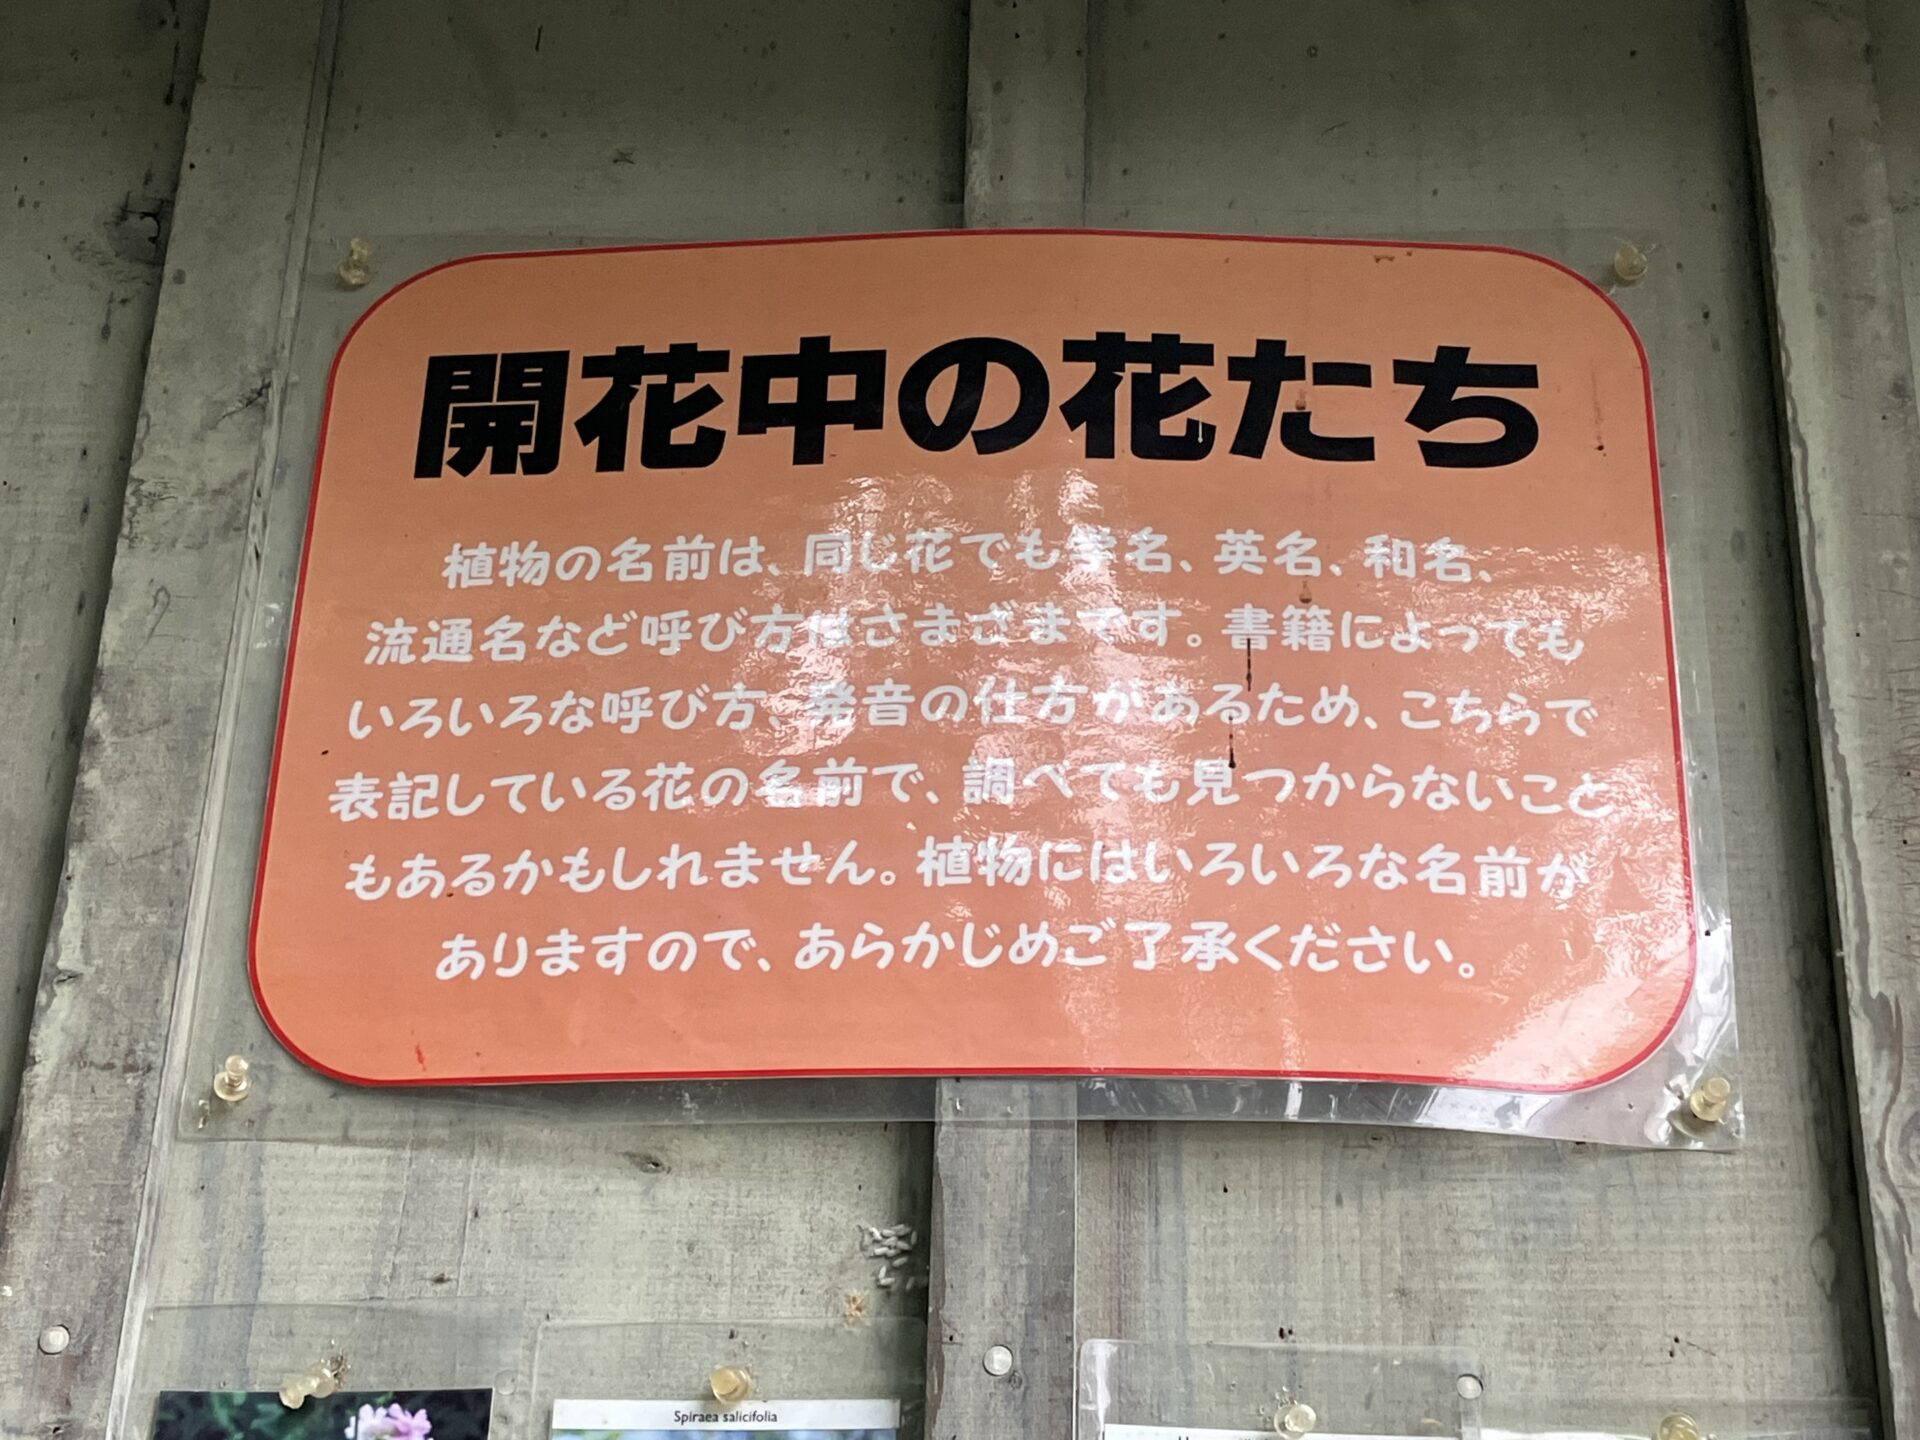 開花中の花たち
植物の名前は、同じ花でも学名、英名、和名、
流通名など呼び方はさまざまです。書籍によっても
いろいろな呼び方、発音の仕方があるため、こちらで
表記している花の名前で、調べても見つからないこと
もあるかもしれません。植物にはいろいろな名前が
ありますので、あらかじめご了承ください。
Spiraea salicifolia